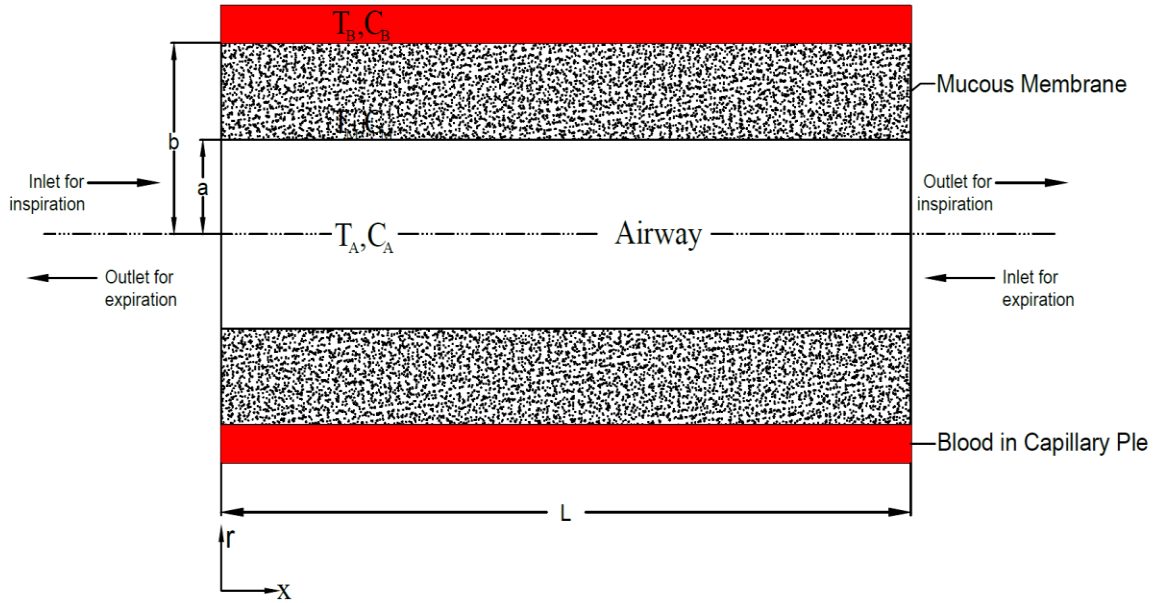 T_B,C_B
Mucous Membrane
b
a
Inlet for
inspiration
Outlet for
inspiration
T_A,C_A
Airway
Outlet for
expiration
Inlet for
expiration
Blood in Capillary Ple
L
r
x